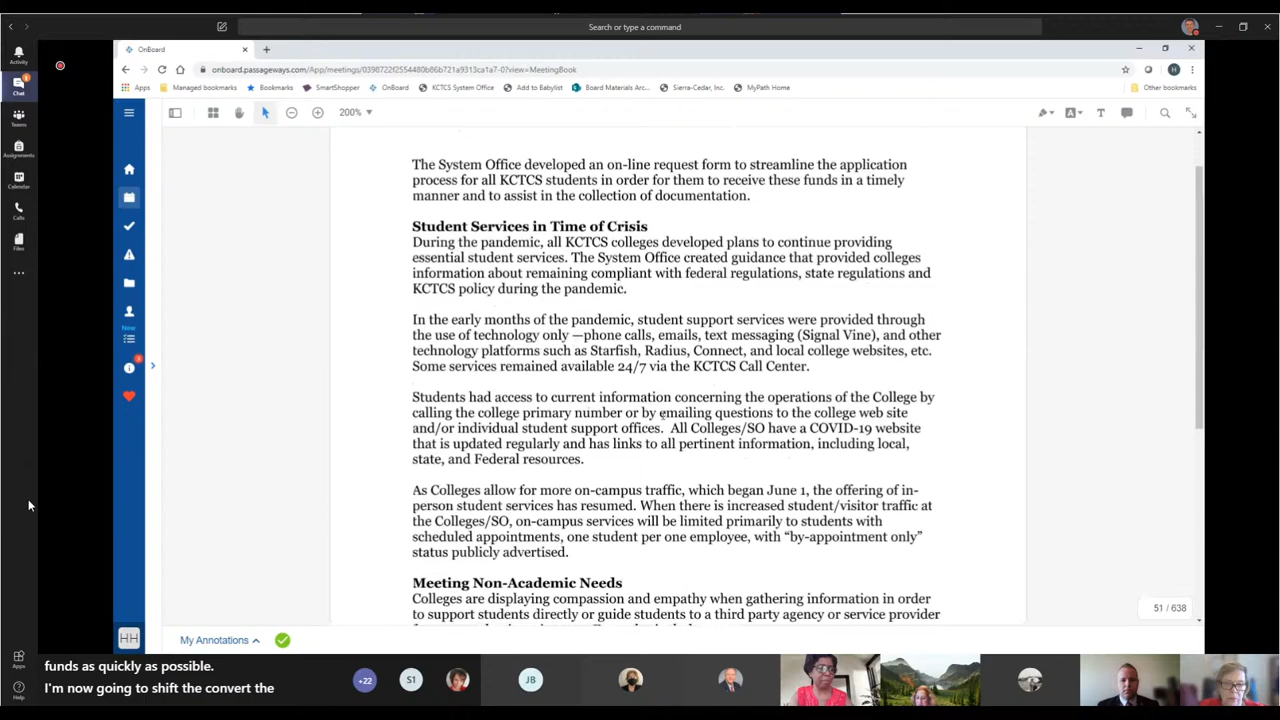 Search or type a command
OnBoard
onboard.passageways.com/App/meetings/0398722f2554480b86b721a9313ca1a7-0?view=MeetingBook
Apps Managed bookmarks Bookmarks SmartShopper OnBoard KCTCS System Office Add to Babylist Board Materials Arc... Sierra-Cedar, Inc. MyPath Home Other bookmarks
Activity
Chat
Teams
Assignments
Calendar
Calls
Files
Apps
Help
200%
New
HH
The System Office developed an on-line request form to streamline the application
process for all KCTCS students in order for them to receive these funds in a timely
manner and to assist in the collection of documentation.
Student Services in Time of Crisis
During the pandemic, all KCTCS colleges developed plans to continue providing
essential student services. The System Office created guidance that provided colleges
information about remaining compliant with federal regulations, state regulations and
KCTCS policy during the pandemic.
In the early months of the pandemic, student support services were provided through
the use of technology only —phone calls, emails, text messaging (Signal Vine), and other
technology platforms such as Starfish, Radius, Connect, and local college websites, etc.
Some services remained available 24/7 via the KCTCS Call Center.
Students had access to current information concerning the operations of the College by
calling the college primary number or by emailing questions to the college web site
and/or individual student support offices. All Colleges/SO have a COVID-19 website
that is updated regularly and has links to all pertinent information, including local,
state, and Federal resources.
As Colleges allow for more on-campus traffic, which began June 1, the offering of in-
person student services has resumed. When there is increased student/visitor traffic at
the Colleges/SO, on-campus services will be limited primarily to students with
scheduled appointments, one student per one employee, with “by-appointment only”
status publicly advertised.
Meeting Non-Academic Needs
Colleges are displaying compassion and empathy when gathering information in order
to support students directly or guide students to a third party agency or service provider
51 / 638
My Annotations
funds as quickly as possible.
I'm now going to shift the convert the
+22 S1 JB